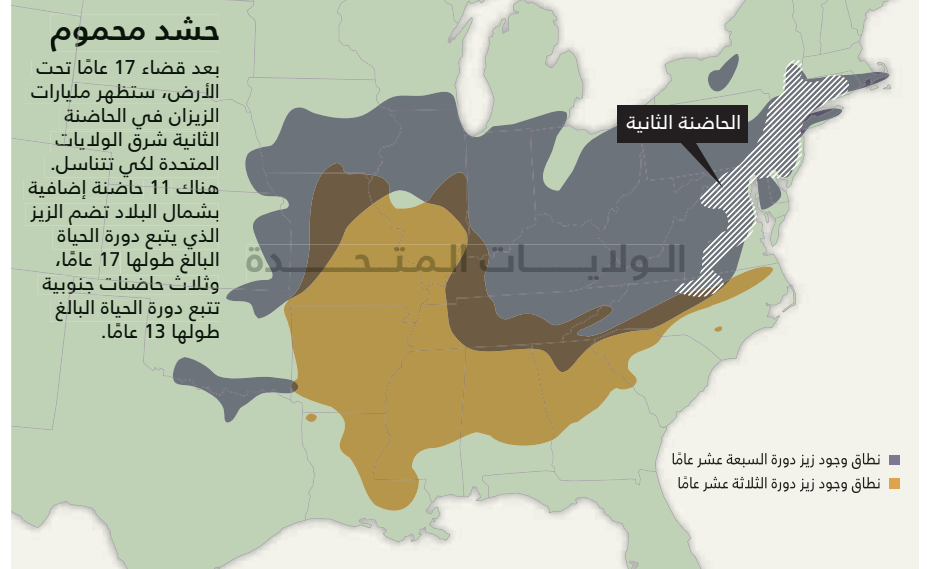 حشد محموم
بعد قضاء 17 عامًا تحت
الأرض، ستظهر مليارات
الزيزان في الحاضنة
الثانية شرق الولايات
المتحدة لكي تتناسل.
هناك 11 حاضنة إضافية
بشمال البلاد تضم الزيز
الذي يتبع دورة الحياة
البالغ طولها 17 عامًا،
وثلاث حاضنات جنوبية
تتبع دورة الحياة البالغ
طولها 13 عامًا.
الحاضنة الثانية
الـولايـــــات المتـــحــــــدة
نطاق وجود زيز دورة السبعة عشر عامًا
نطاق وجود زيز دورة الثلاثة عشر عامًا